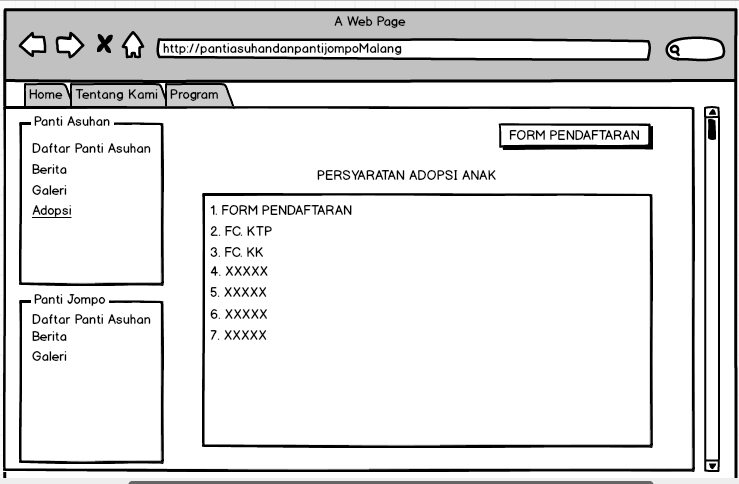 A Web Page
http://pantiasuhandanpantijompoMalang
Home
Tentang Kami
Program
Panti Asuhan
Daftar Panti Asuhan
Berita
Galeri
Adopsi
Panti Jompo
Daftar Panti Asuhan
Berita
Galeri
FORM PENDAFTARAN
PERSYARATAN ADOPSI ANAK
1. FORM PENDAFTARAN
2. FC. KTP
3. FC. KK
4. XXXXX
5. XXXXX
6. XXXXX
7. XXXXX